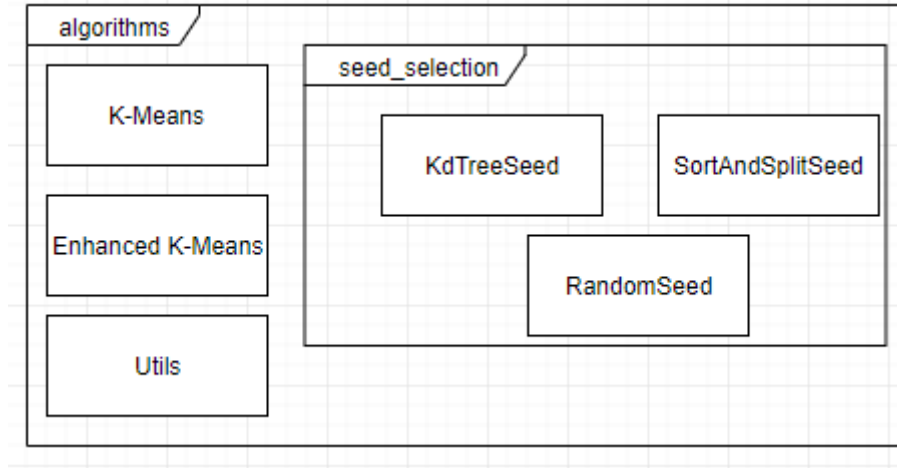 algorithms
K-Means
Enhanced K-Means
Utils
seed_selection
KdTreeSeed
SortAndSplitSeed
RandomSeed